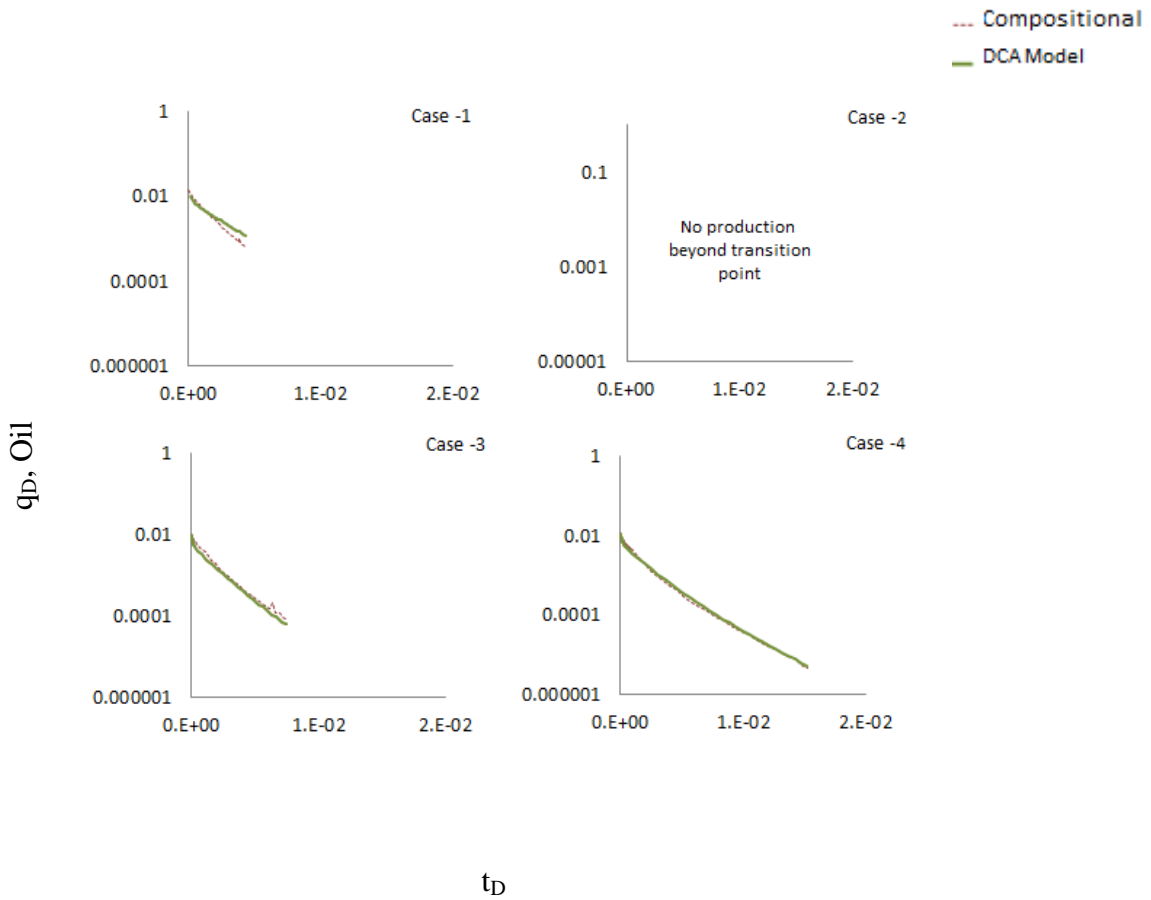 Compositional
DCA Model
Case -1
1
0.01
0.0001
0.000001
0.E+00 1.E-02 2.E-02
Case -2
0.1
0.001
0.00001
No production
beyond transition
point
0.E+00 1.E-02 2.E-02
qD, Oil
Case -3
1
0.01
0.0001
0.000001
0.E+00 1.E-02 2.E-02
Case -4
1
0.01
0.0001
0.000001
0.E+00 1.E-02 2.E-02
tD